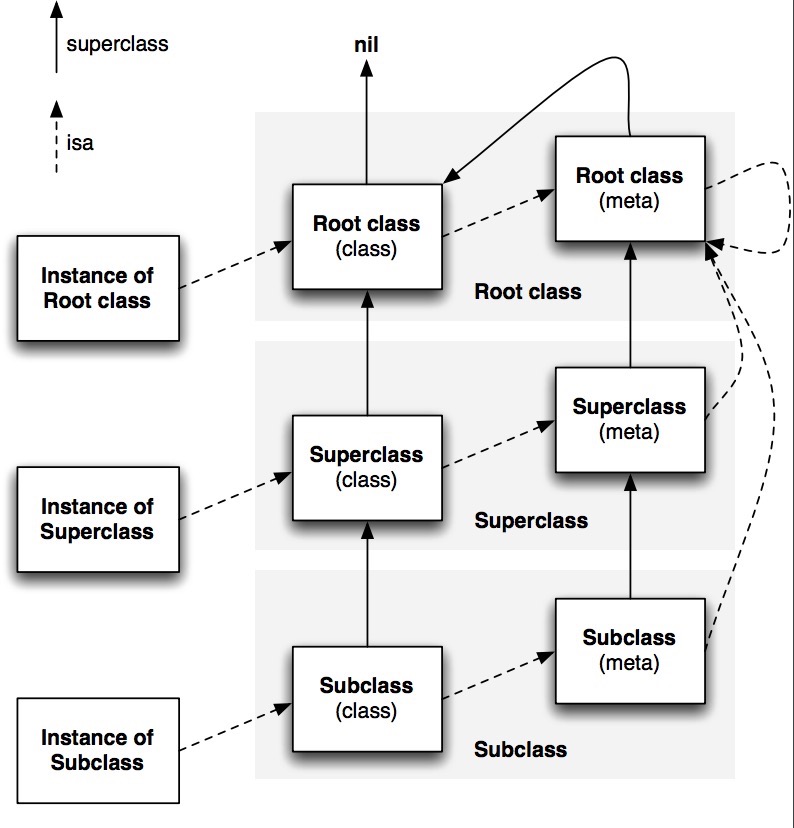 superclass
nil
isa
Root class
(meta)
Root class
(class)
Instance of
Root class
Root class
Superclass
(meta)
Superclass
(class)
Instance of
Superclass
Superclass
Subclass
(meta)
Subclass
(class)
Instance of
Subclass
Subclass